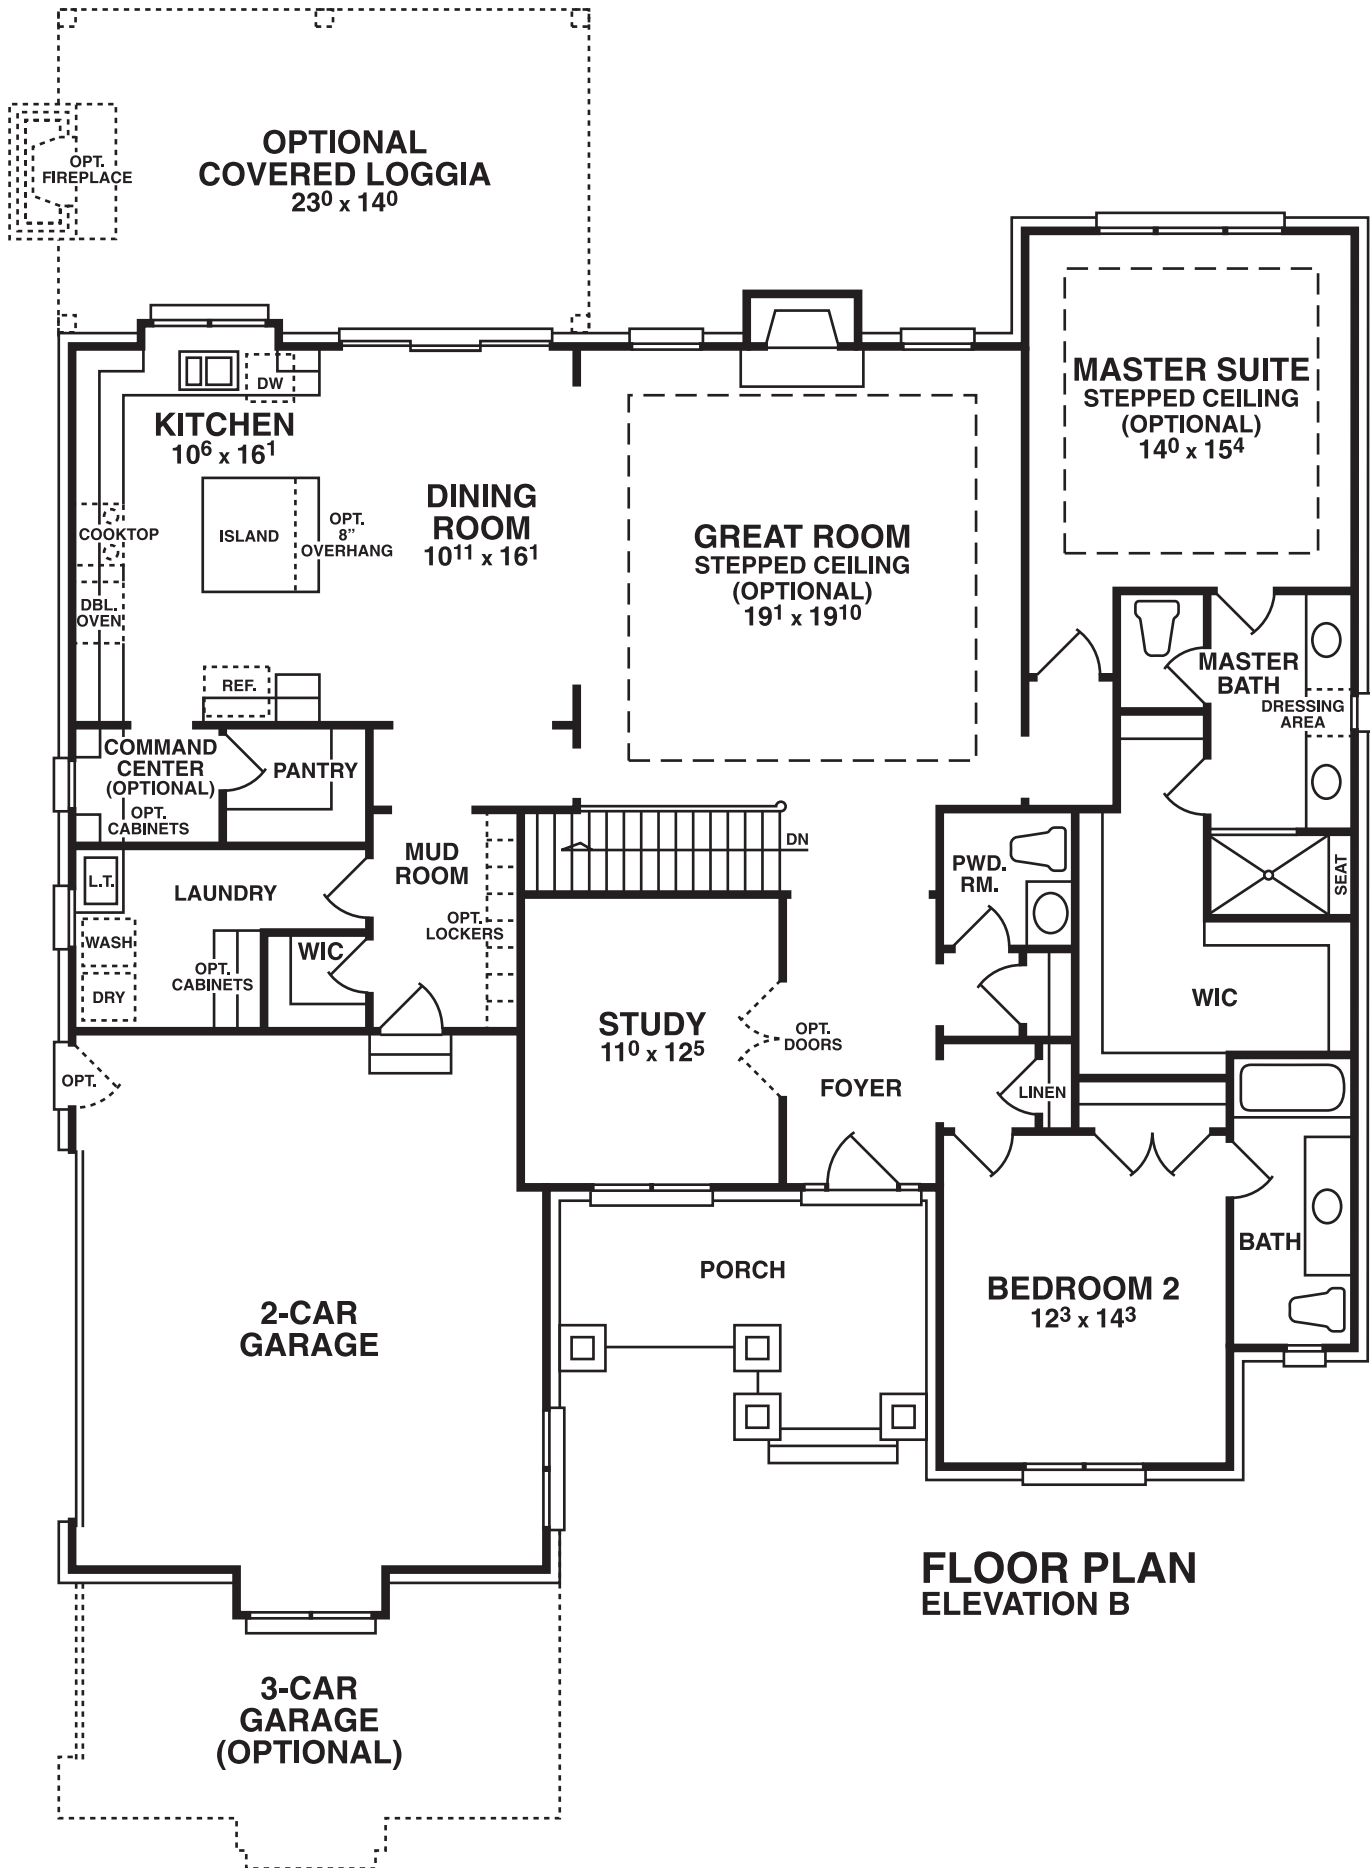 OPTIONAL
COVERED LOGGIA
23⁰ x 14⁰
OPT.
FIREPLACE
DW
KITCHEN
10⁶ x 16¹
COOKTOP
DBL.
OVEN
ISLAND
OPT.
8”
OVERHANG
REF.
DINING
ROOM
10¹¹ x 16¹
GREAT ROOM
STEPPED CEILING
(OPTIONAL)
19¹ x 19¹⁰
MASTER SUITE
STEPPED CEILING
(OPTIONAL)
14⁰ x 15⁴
MASTER
BATH
DRESSING
AREA
SEAT
WIC
COMMAND
CENTER
(OPTIONAL)
OPT.
CABINETS
PANTRY
L.T.
LAUNDRY
WASH
DRY
OPT.
CABINETS
WIC
MUD
ROOM
OPT.
LOCKERS
DN
PWD.
RM.
STUDY
11⁰ x 12⁵
OPT.
DOORS
FOYER
LINEN
OPT.
2-CAR
GARAGE
PORCH
BEDROOM 2
12³ x 14³
BATH
FLOOR PLAN
ELEVATION B
3-CAR
GARAGE
(OPTIONAL)